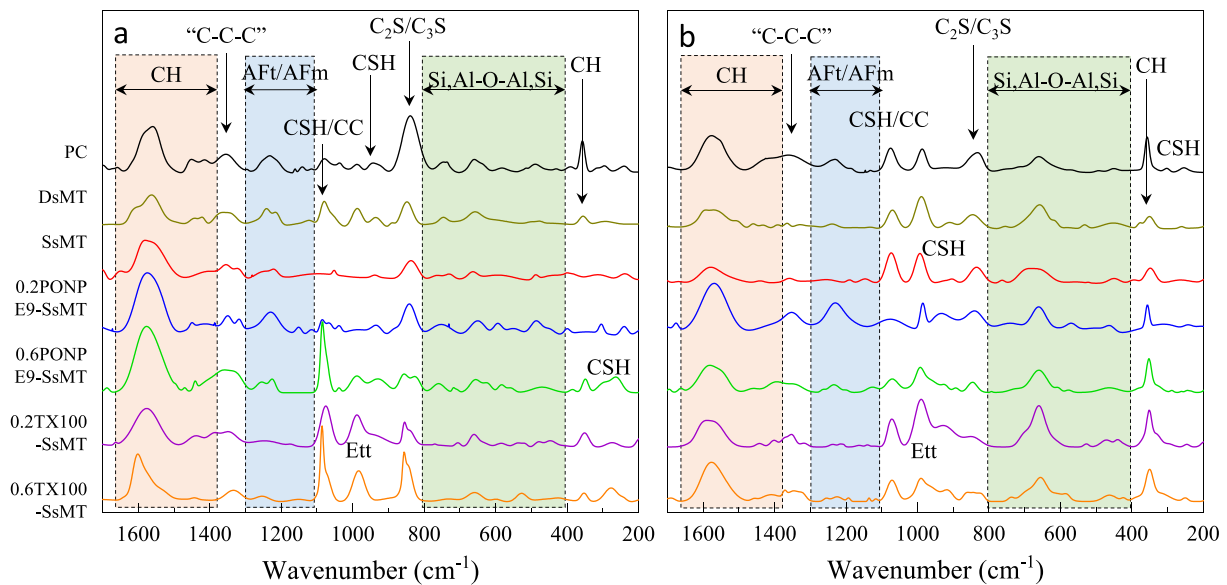 a
"C-C-C"
C₂S/C₃S
CH
AFt/AFm
CSH
Si,Al-O-Al,Si
CH
CSH/CC
PC
DsMT
SsMT
0.2PONP
E9-SsMT
0.6PONP
E9-SsMT
CSH
0.2TX100
-SsMT
Ett
0.6TX100
-SsMT
1600 1400 1200 1000 800 600 400 200
Wavenumber (cm⁻¹)
b
"C-C-C"
C₂S/C₃S
CH
AFt/AFm
Si,Al-O-Al,Si
CH
CSH/CC
CSH
CSH
Ett
1600 1400 1200 1000 800 600 400 200
Wavenumber (cm⁻¹)